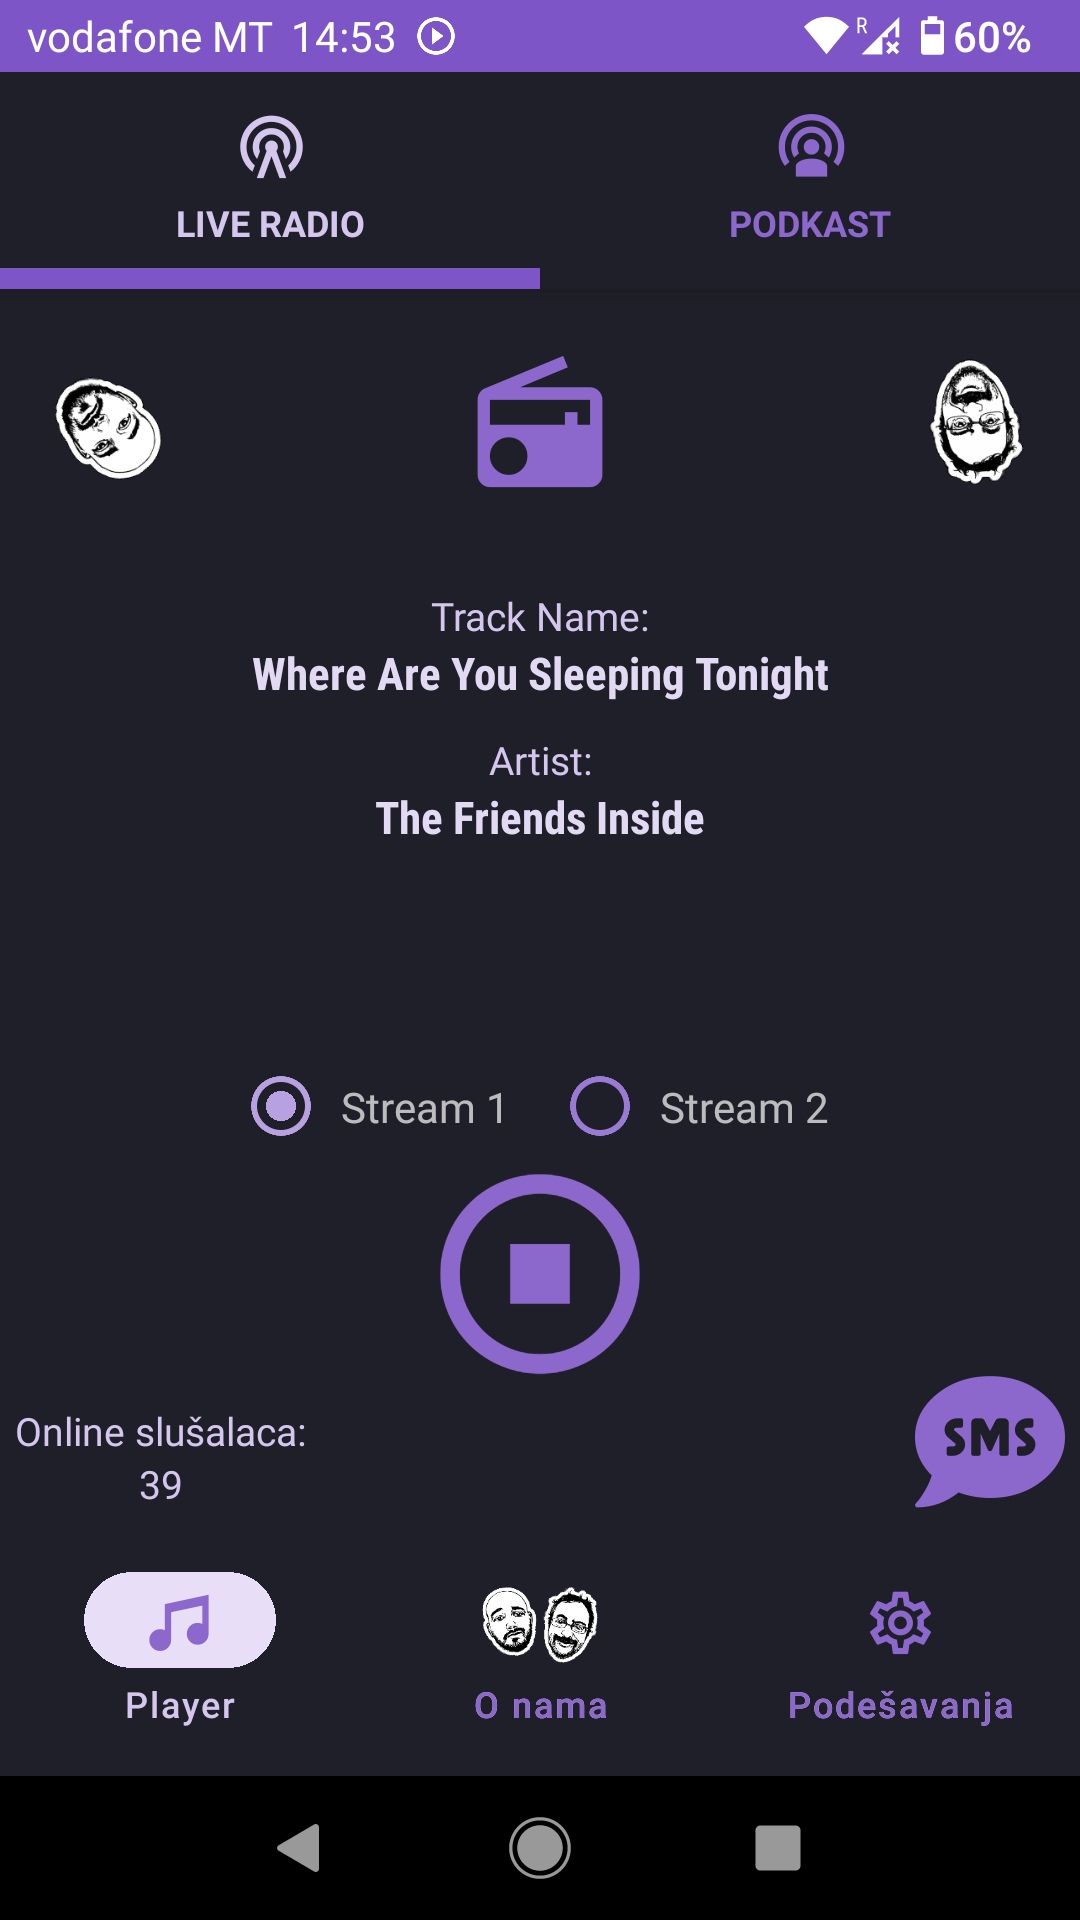 vodafone MT 14:53 R 60%
LIVE RADIO
PODKAST
Track Name:
Where Are You Sleeping Tonight
Artist:
The Friends Inside
Stream 1 Stream 2
SMS
Online slušalaca:
39
Player O nama Podešavanja